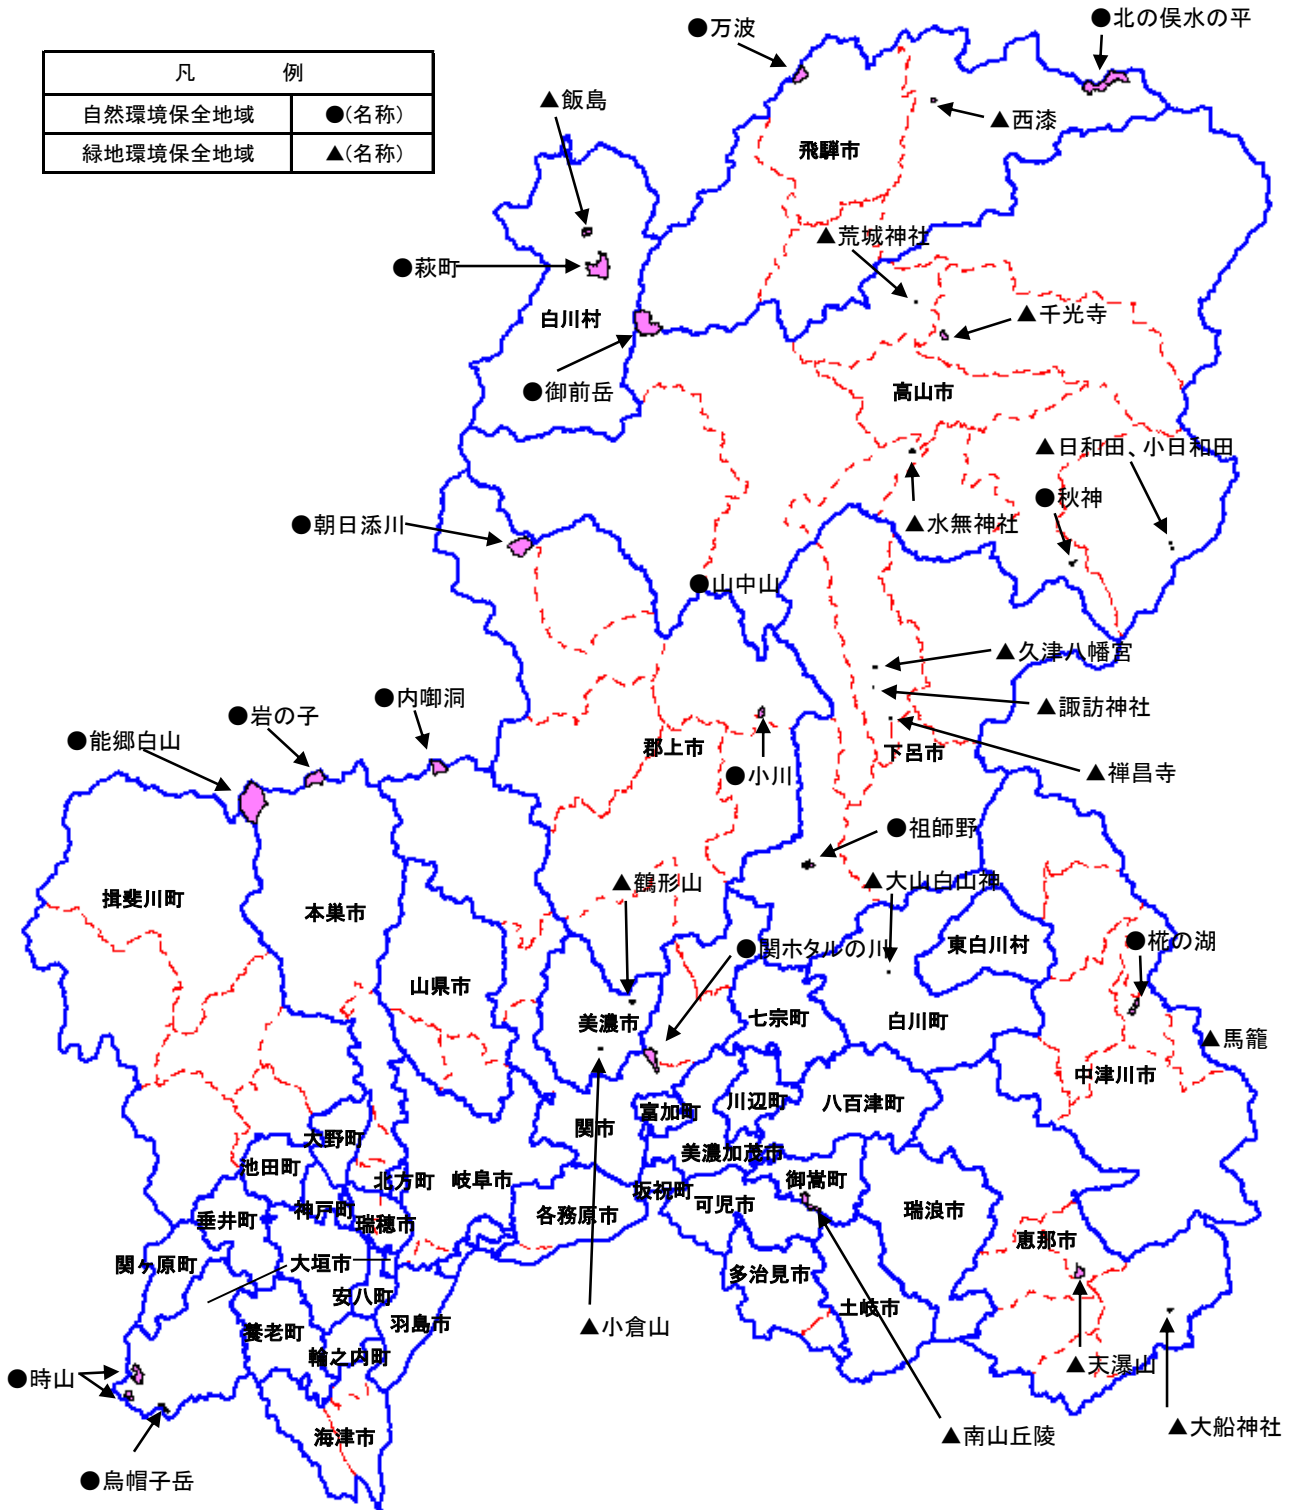 ●北の俣水の平
●万波
凡 例
自然環境保全地域 ●(名称)
緑地環境保全地域 ▲(名称)
▲飯島
▲西漆
飛騨市
▲荒城神社
●萩町
白川村
▲千光寺
●御前岳
高山市
▲日和田、小日和田
●秋神
●朝日添川
▲水無神社
●山中山
▲久津八幡宮
●内啣洞
▲諏訪神社
●岩の子
●能郷白山
郡上市
下呂市
●小川
▲禅昌寺
●祖師野
▲鶴形山
▲大山白山神
揖斐川町
本巣市
●関ホタルの川
東白川村
●椛の湖
山県市
美濃市
七宗町
白川町
▲馬籠
中津川市
富加町
川辺町
八百津町
関市
大野町
美濃加茂市
池田町
北方町
岐阜市
坂祝町
御嵩町
神戸町
可児市
瑞浪市
垂井町
瑞穂市
各務原市
恵那市
関ヶ原町
大垣市
多治見市
安八町
土岐市
羽島市
養老町
▲小倉山
輪之内町
▲天瀑山
●時山
▲大船神社
海津市
▲南山丘陵
●烏帽子岳